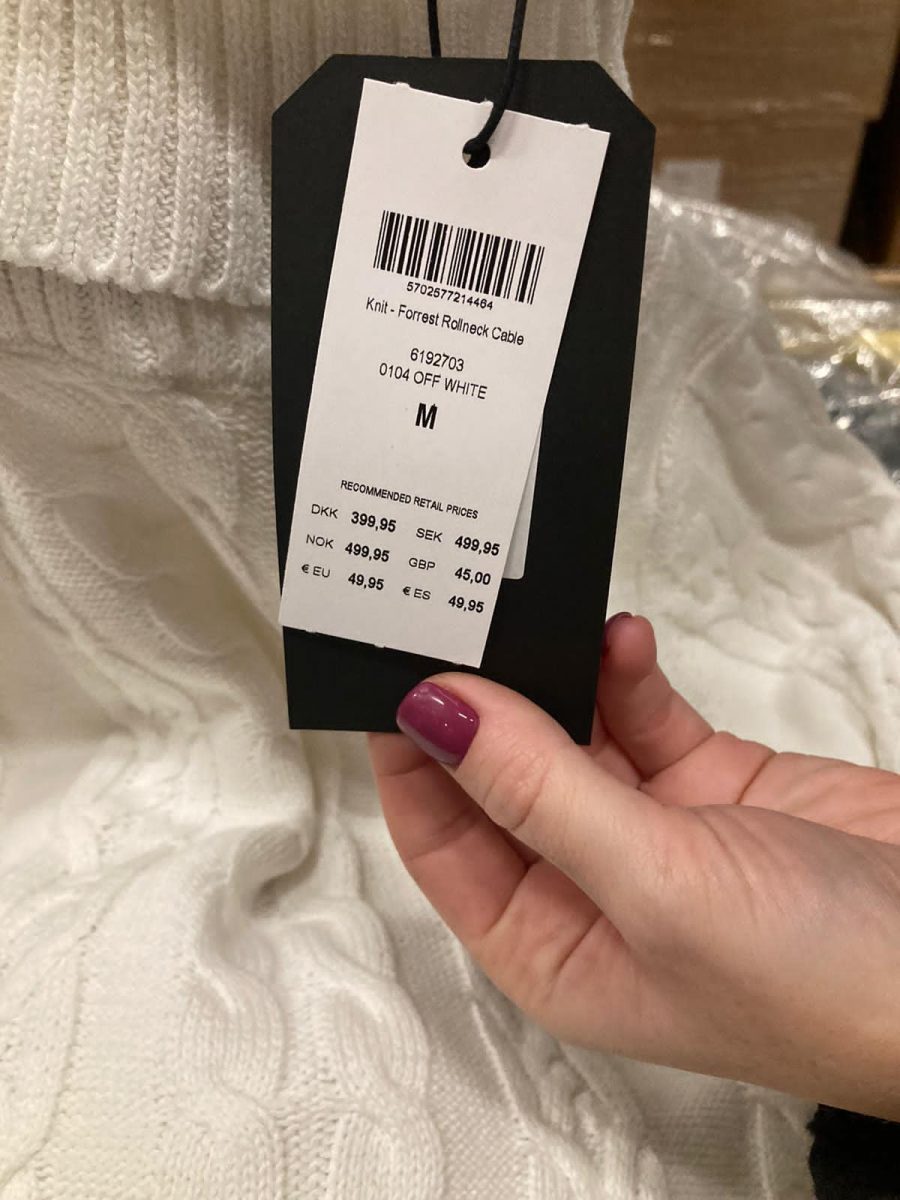 5702577214464
Knit - Forrest Rollneck Cable
6192703
0104 OFF WHITE
M
RECOMMENDED RETAIL PRICES
DKK 399,95 SEK 499,95
NOK 499,95 GBP 45,00
€ EU 49,95 € ES 49,95